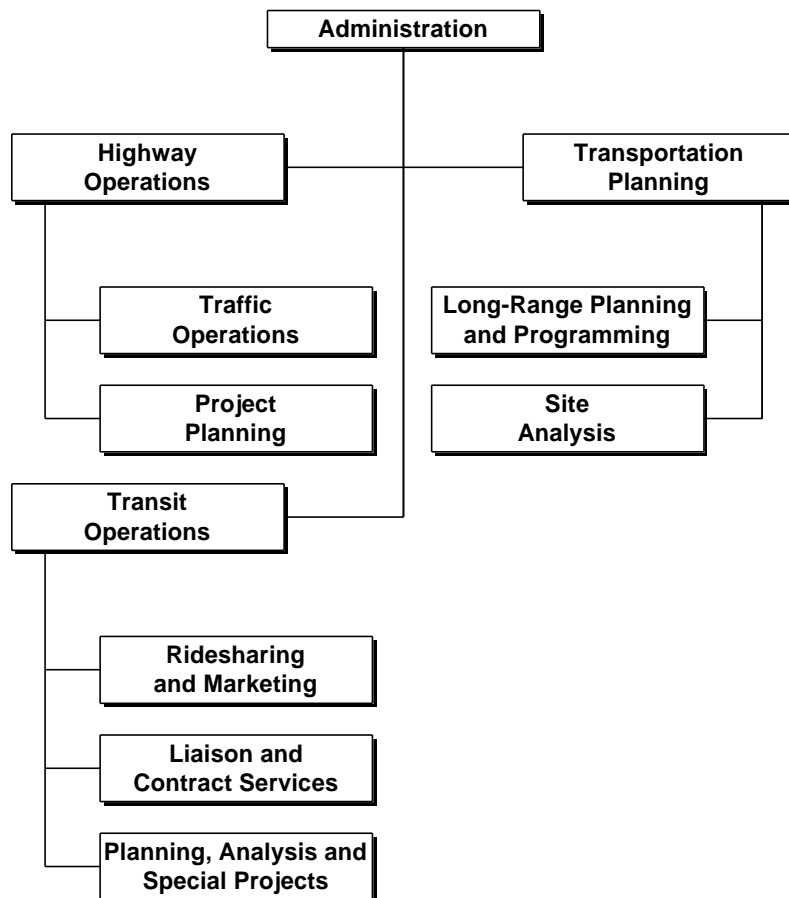 Administration
Highway
Operations
Transportation
Planning
Traffic
Operations
Long-Range Planning
and Programming
Project
Planning
Site
Analysis
Transit
Operations
Ridesharing
and Marketing
Liaison and
Contract Services
Planning, Analysis and
Special Projects